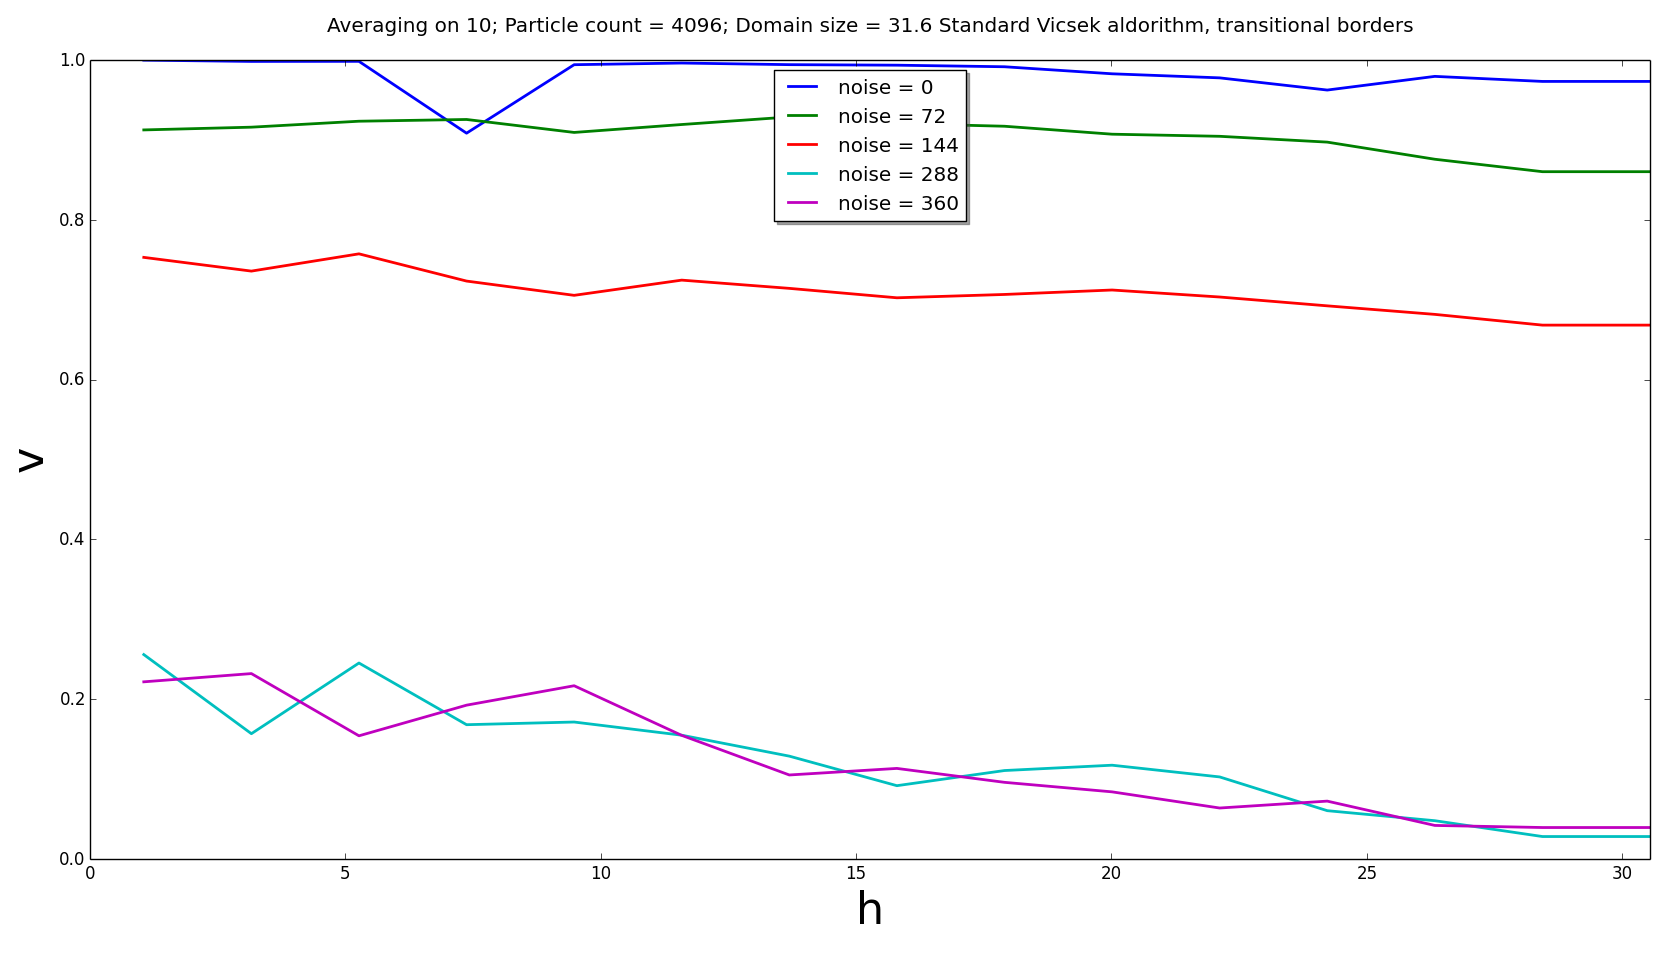 Averaging on 10; Particle count = 4096; Domain size = 31.6 Standard Vicsek aldorithm, transitional borders
1.0
0.8
0.6
0.4
0.2
0.0
v
noise = 0
noise = 72
noise = 144
noise = 288
noise = 360
0 5 10 15 20 25 30
h